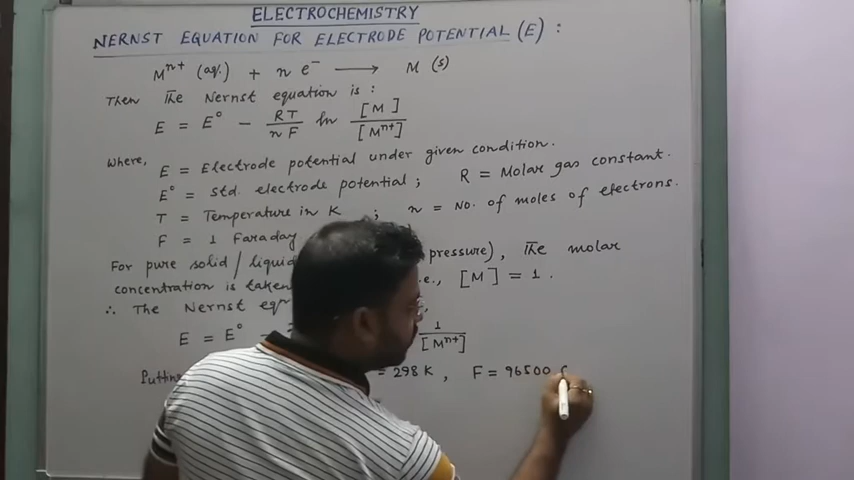 ELECTROCHEMISTRY
NERNST EQUATION FOR ELECTRODE POTENTIAL (E) :
Mⁿ⁺ (aq.) + n e⁻ ⟶ M (s)
Then The Nernst equation is :
E = E° − RT/nF ln [M]/[Mⁿ⁺]
Where, E = Electrode potential under given condition.
E° = std. electrode potential ; R = Molar gas constant.
T = Temperature in K ; n = No. of moles of electrons.
F = 1 Faraday
For pure solid / liquid pressure), The molar
concentration is taken i.e., [M] = 1 .
∴ The Nernst eqn
E = E° − 1/[Mⁿ⁺]
Putting = 298 K , F = 96500